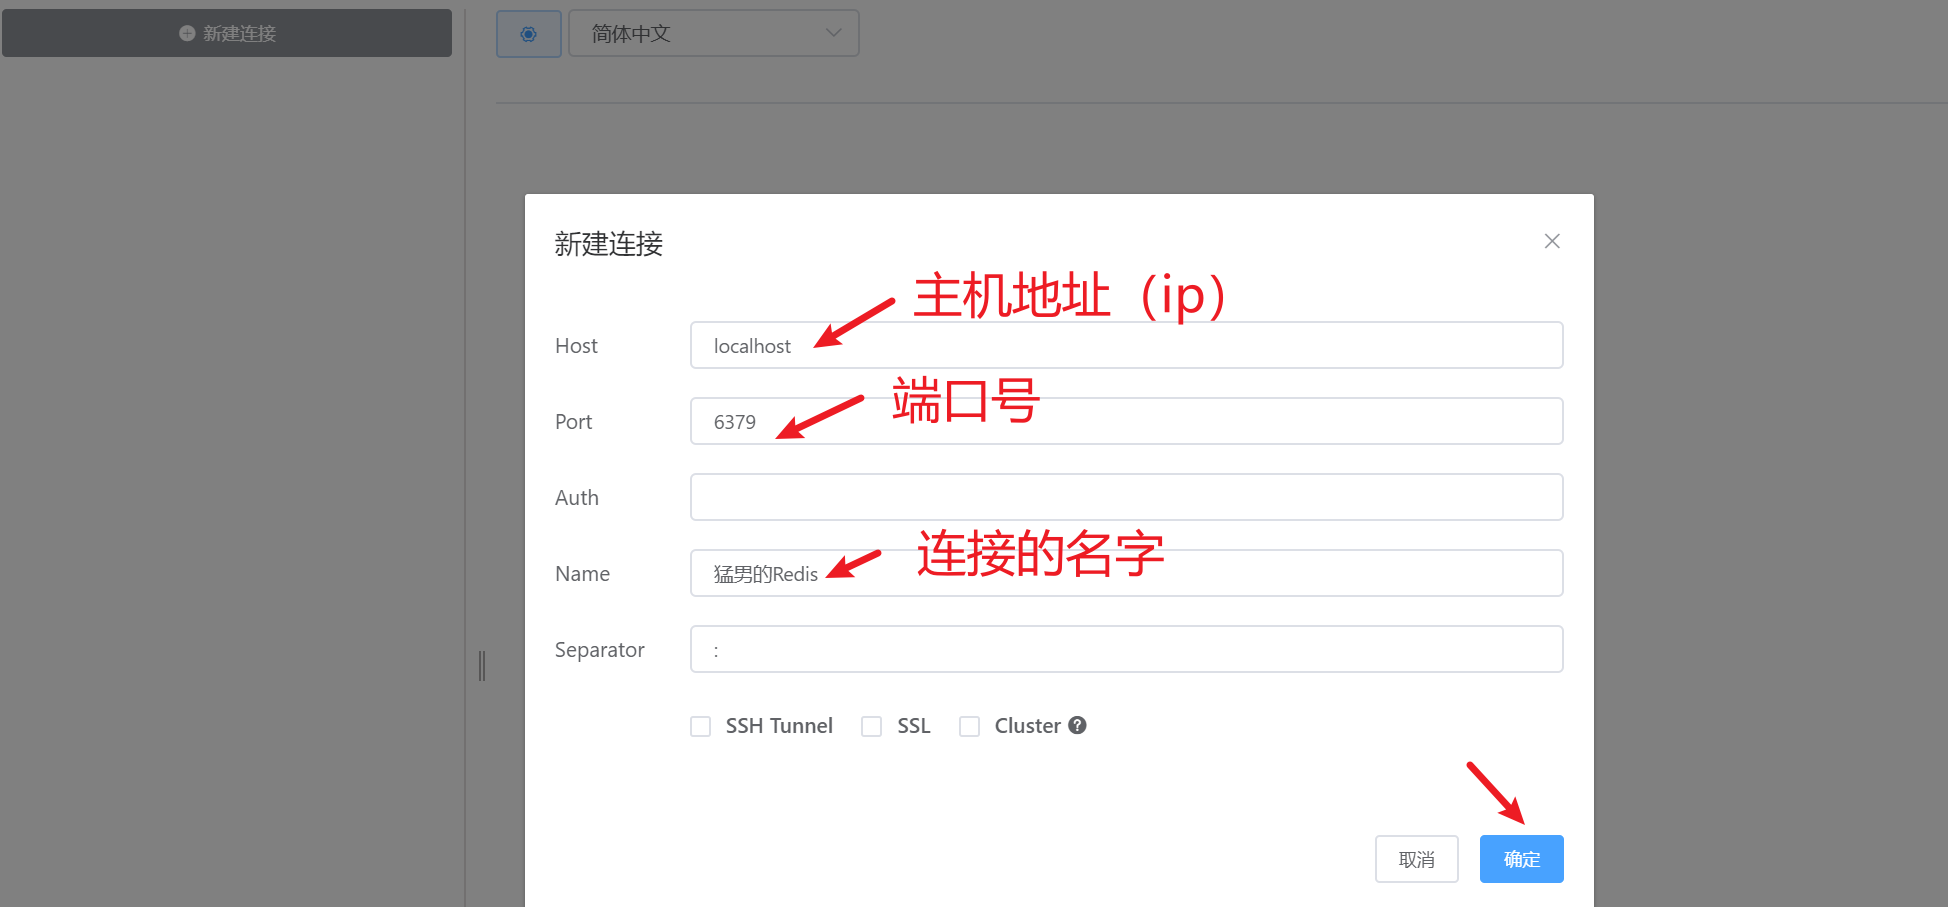 新建连接
简体中文
新建连接
主机地址（ip）
Host
localhost
端口号
Port
6379
Auth
连接的名字
Name
猛男的Redis
Separator
:
SSH Tunnel
SSL
Cluster ?
取消
确定